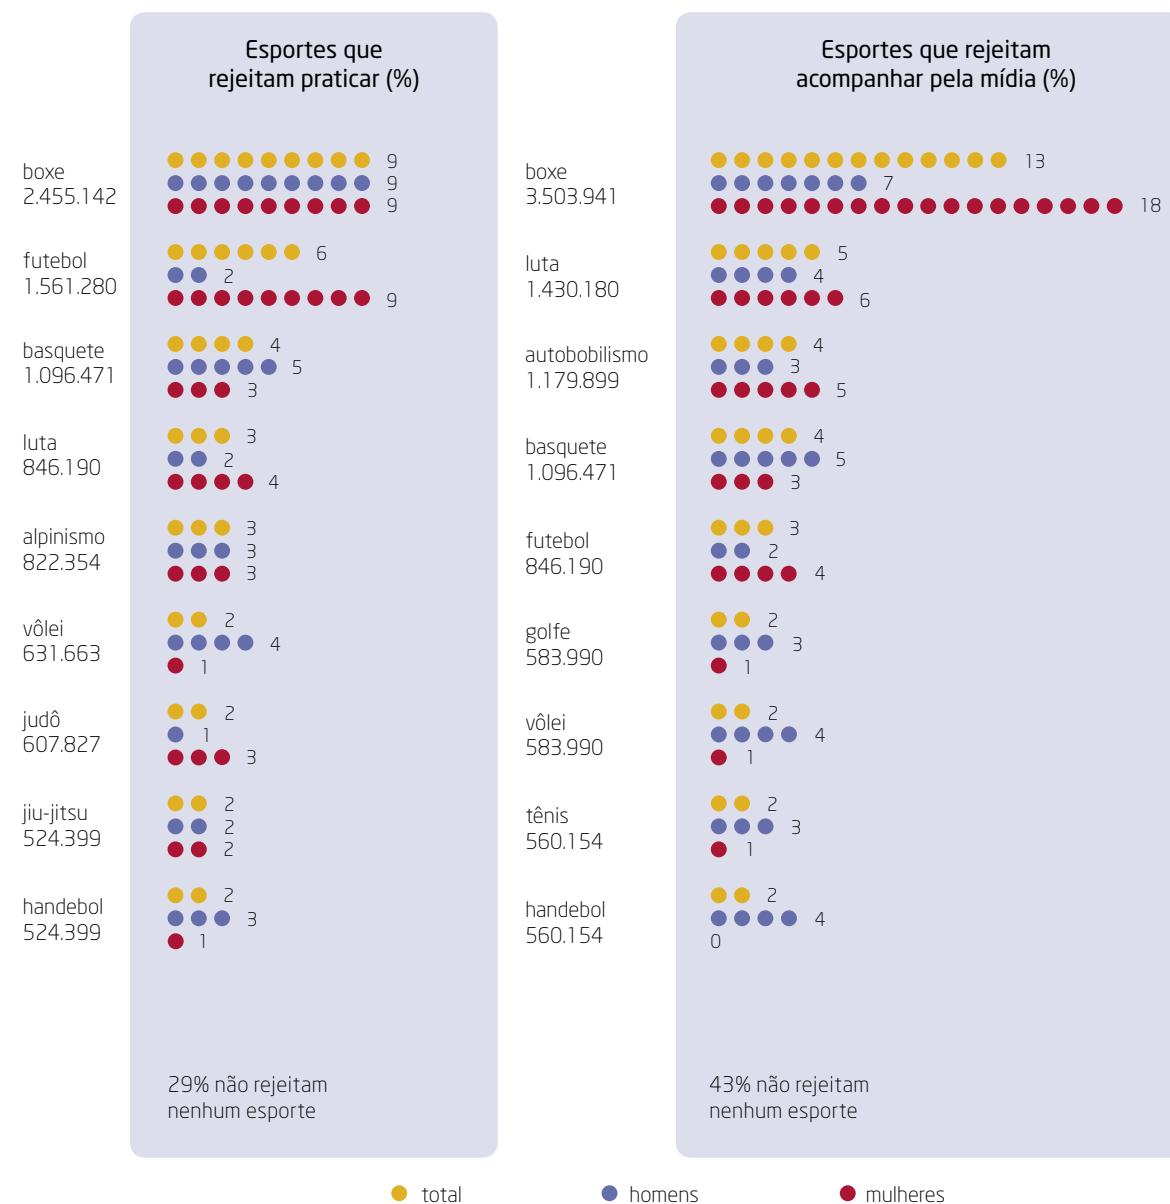 Esportes que
rejeitam praticar (%)
boxe
2.455.142
9
9
9
futebol
1.561.280
6
2
9
basquete
1.096.471
4
5
3
luta
846.190
3
2
4
alpinismo
822.354
3
3
3
vôlei
631.663
2
4
1
judô
607.827
2
1
3
jiu-jitsu
524.399
2
2
2
handebol
524.399
2
3
1
29% não rejeitam
nenhum esporte
Esportes que rejeitam
acompanhar pela mídia (%)
boxe
3.503.941
13
7
18
luta
1.430.180
5
4
6
autobobilismo
1.179.899
4
3
5
basquete
1.096.471
4
5
3
futebol
846.190
3
2
4
golfe
583.990
2
3
1
vôlei
583.990
2
4
1
tênis
560.154
2
3
1
handebol
560.154
2
4
0
43% não rejeitam
nenhum esporte
total
homens
mulheres